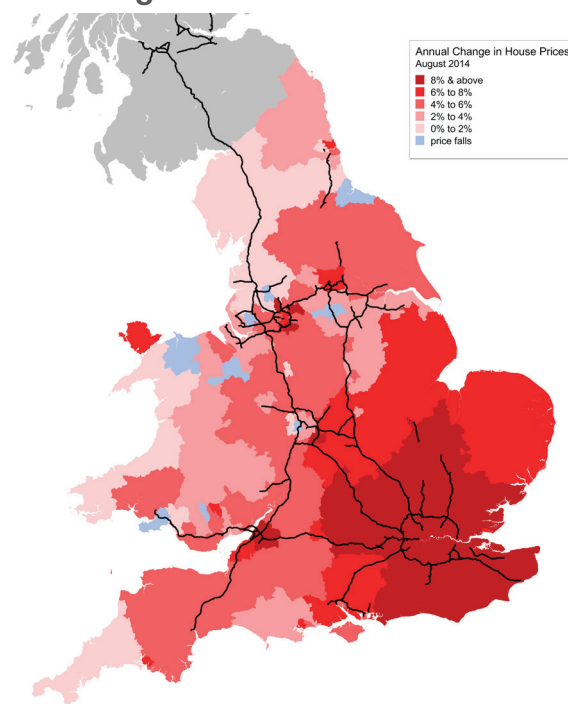 Annual Change in House Prices
August 2014
8% & above
6% to 8%
4% to 6%
2% to 4%
0% to 2%
price falls